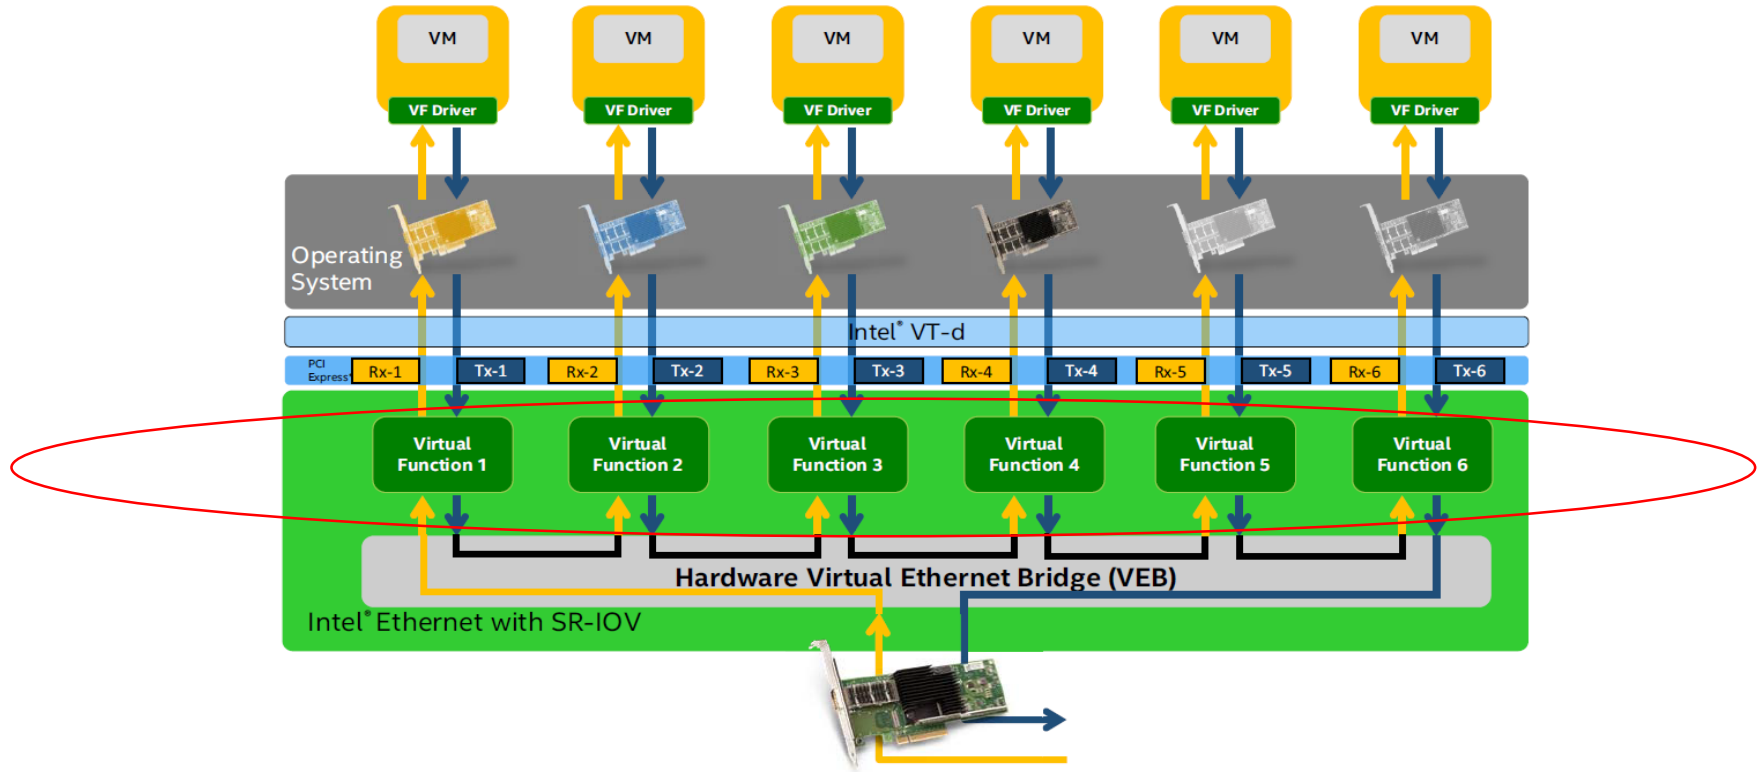 VM VM VM VM VM VM
VF Driver VF Driver VF Driver VF Driver VF Driver VF Driver
Operating
System
Intel® VT-d
PCI
Express*
Rx-1 Tx-1 Rx-2 Tx-2 Rx-3 Tx-3 Rx-4 Tx-4 Rx-5 Tx-5 Rx-6 Tx-6
Virtual
Function 1
Virtual
Function 2
Virtual
Function 3
Virtual
Function 4
Virtual
Function 5
Virtual
Function 6
Hardware Virtual Ethernet Bridge (VEB)
Intel® Ethernet with SR-IOV